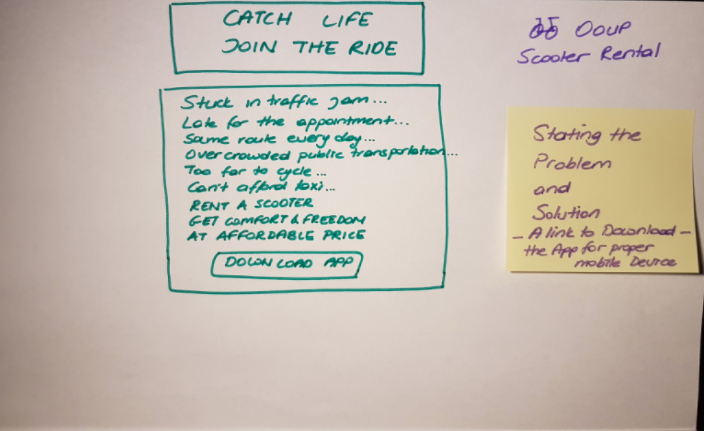 CATCH LIFE
JOIN THE RIDE
Stuck in traffic jam...
Late for the appointment...
Same route every day...
Overcrowded public transportation...
Too far to cycle...
Can't afford taxi...
RENT A SCOOTER
GET COMFORT & FREEDOM
AT AFFORDABLE PRICE
DOWNLOAD APP
Ooup
Scooter Rental
Stating the
Problem
and
Solution
- A link to Download -
the App for proper
mobile Device